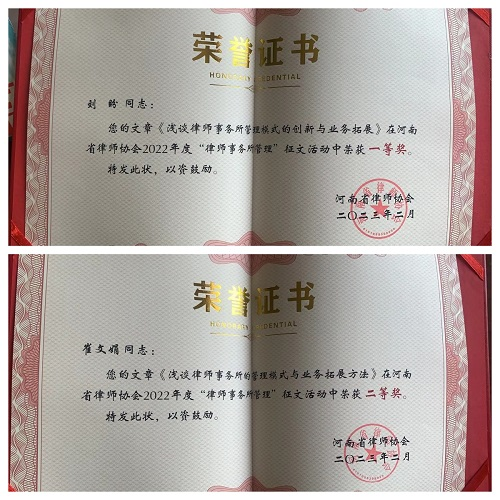 荣誉证书
HONORARY CREDENTIAL
刘 盼 同志:
您的文章《浅谈律师事务所管理模式的创新与业务拓展》在河南
省律师协会2022年度“律师事务所管理”征文活动中荣获 一等奖。
特发此状,以资鼓励。
河南省律师协会
二〇二三年二月
荣誉证书
HONORARY CREDENTIAL
崔文娟 同志:
您的文章《浅谈律师事务所的管理模式与业务拓展方法》在河南
省律师协会2022年度“律师事务所管理”征文活动中荣获 二等奖。
特发此状,以资鼓励。
河南省律师协会
二〇二三年二月